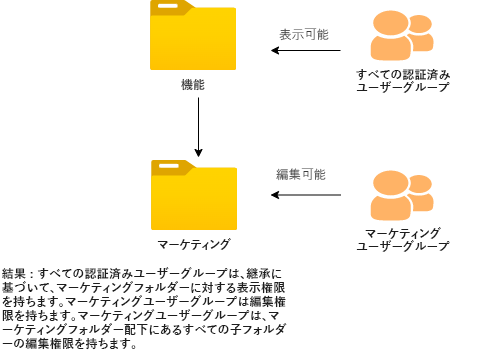 表示可能
すべての認証済み
ユーザーグループ
機能
編集可能
マーケティング
マーケティング
ユーザーグループ
結果 : すべての認証済みユーザーグループは、継承に
基づいて、マーケティングフォルダーに対する表示権限
を持ちます。マーケティングユーザーグループは編集権
限を持ちます。マーケティングユーザーグループは、マ
ーケティングフォルダー配下にあるすべての子フォルダ
ーの編集権限を持ちます。